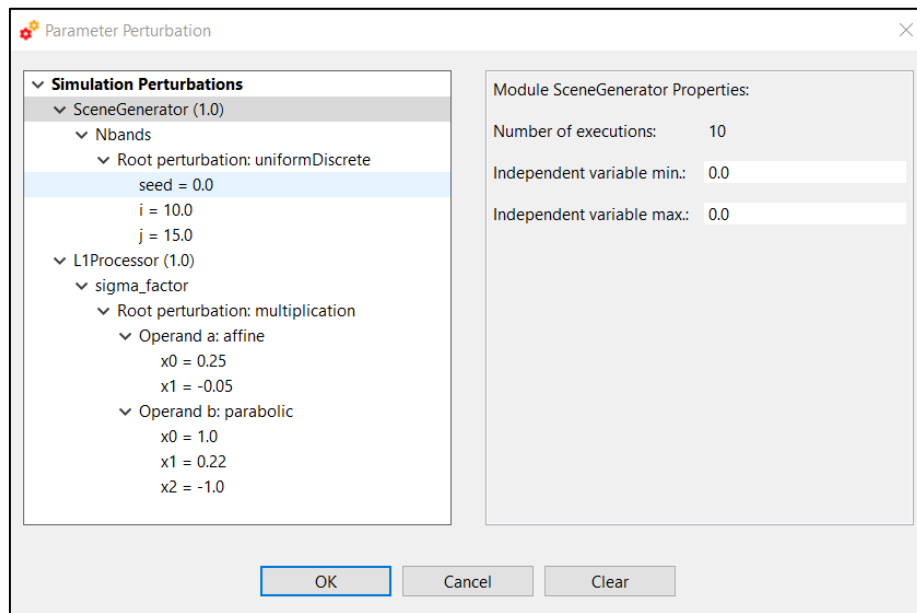 Parameter Perturbation
Simulation Perturbations
SceneGenerator (1.0)
Nbands
Root perturbation: uniformDiscrete
seed = 0.0
i = 10.0
j = 15.0
L1Processor (1.0)
sigma_factor
Root perturbation: multiplication
Operand a: affine
x0 = 0.25
x1 = -0.05
Operand b: parabolic
x0 = 1.0
x1 = 0.22
x2 = -1.0
Module SceneGenerator Properties:
Number of executions: 10
Independent variable min.: 0.0
Independent variable max.: 0.0
OK Cancel Clear